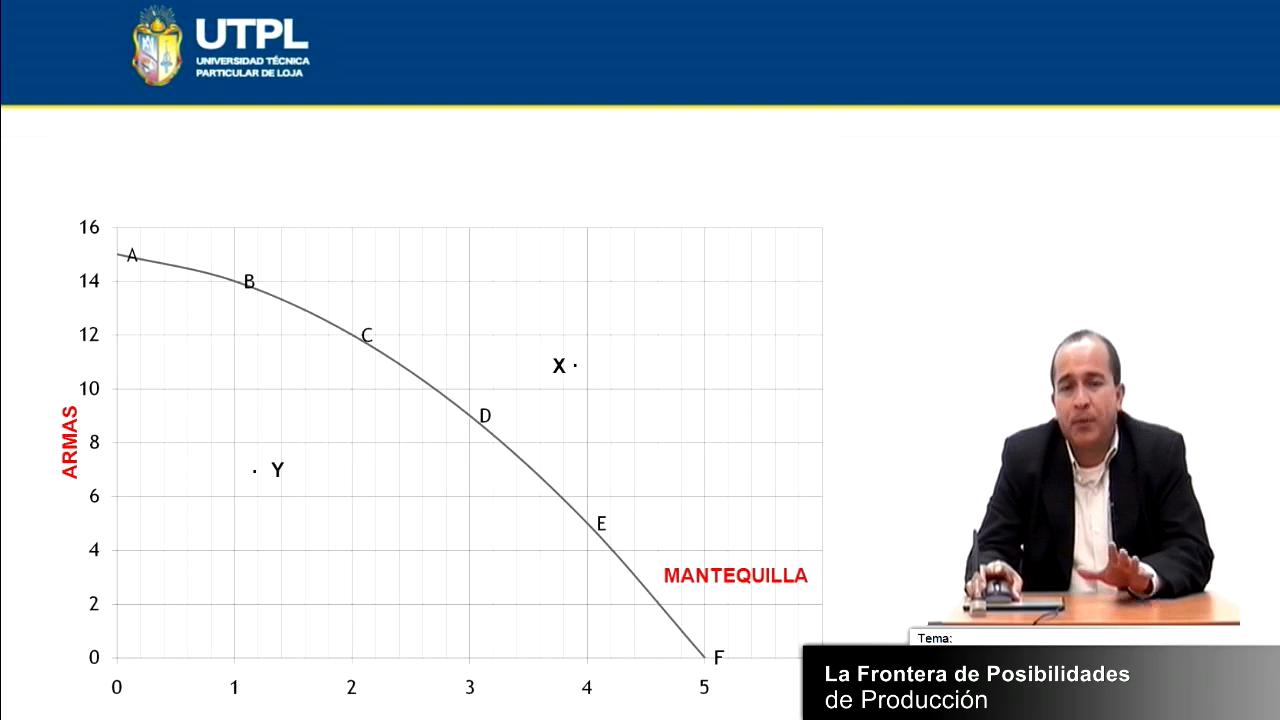 UTPL
UNIVERSIDAD TÉCNICA
PARTICULAR DE LOJA
16
14
12
10
8
6
4
2
0
ARMAS
A
B
C
D
E
F
X
Y
MANTEQUILLA
0 1 2 3 4 5
Tema:
La Frontera de Posibilidades
de Producción